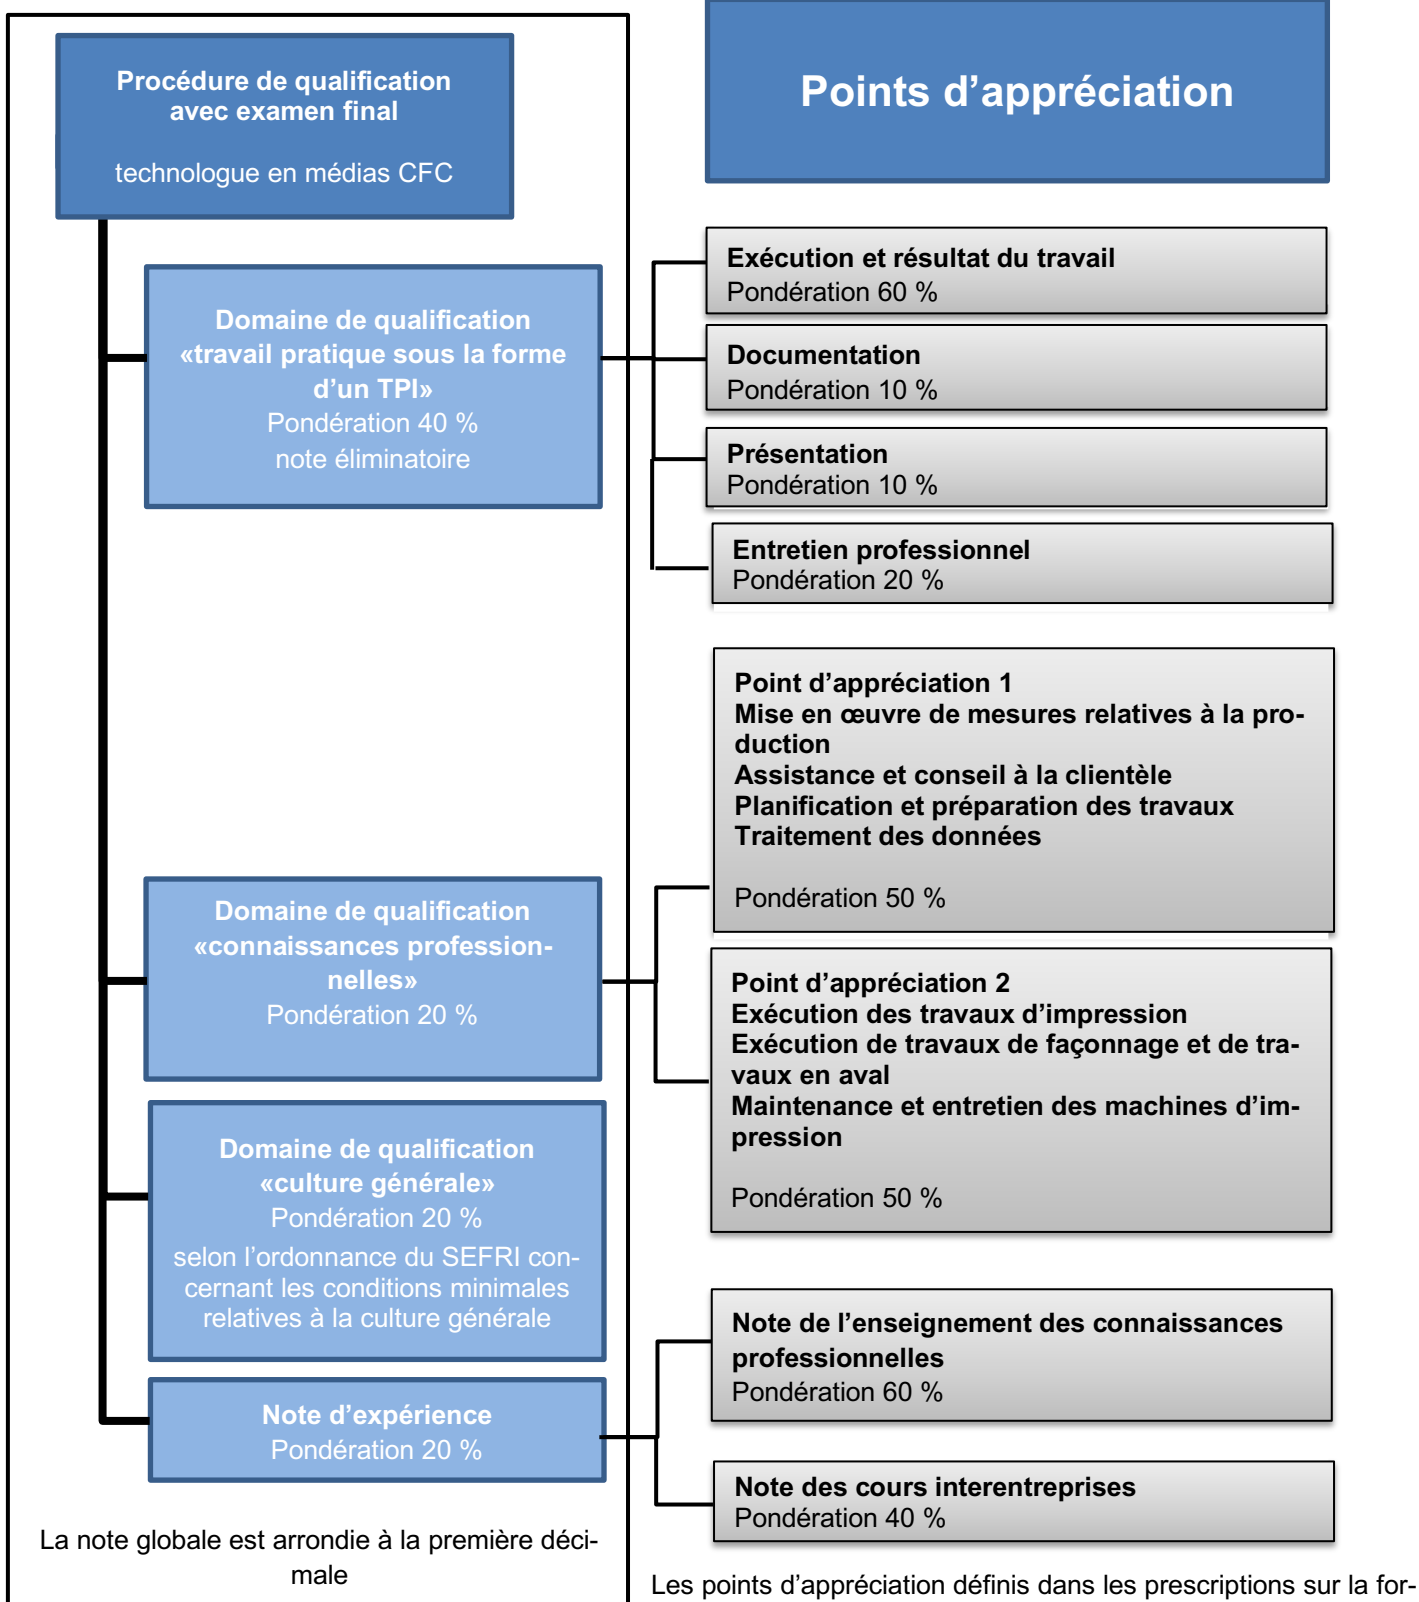 Procédure de qualification
avec examen final
technologue en médias CFC
Points d’appréciation
Domaine de qualification
«travail pratique sous la forme
d’un TPI»
Pondération 40 %
note éliminatoire
Exécution et résultat du travail
Pondération 60 %
Documentation
Pondération 10 %
Présentation
Pondération 10 %
Entretien professionnel
Pondération 20 %
Domaine de qualification
«connaissances profession-
nelles»
Pondération 20 %
Point d’appréciation 1
Mise en œuvre de mesures relatives à la pro-
duction
Assistance et conseil à la clientèle
Planification et préparation des travaux
Traitement des données
Pondération 50 %
Point d’appréciation 2
Exécution des travaux d’impression
Exécution de travaux de façonnage et de tra-
vaux en aval
Maintenance et entretien des machines d’im-
pression
Pondération 50 %
Domaine de qualification
«culture générale»
Pondération 20 %
selon l’ordonnance du SEFRI con-
cernant les conditions minimales
relatives à la culture générale
Note d’expérience
Pondération 20 %
Note de l’enseignement des connaissances
professionnelles
Pondération 60 %
Note des cours interentreprises
Pondération 40 %
La note globale est arrondie à la première déci-
male
Les points d’appréciation définis dans les prescriptions sur la for-